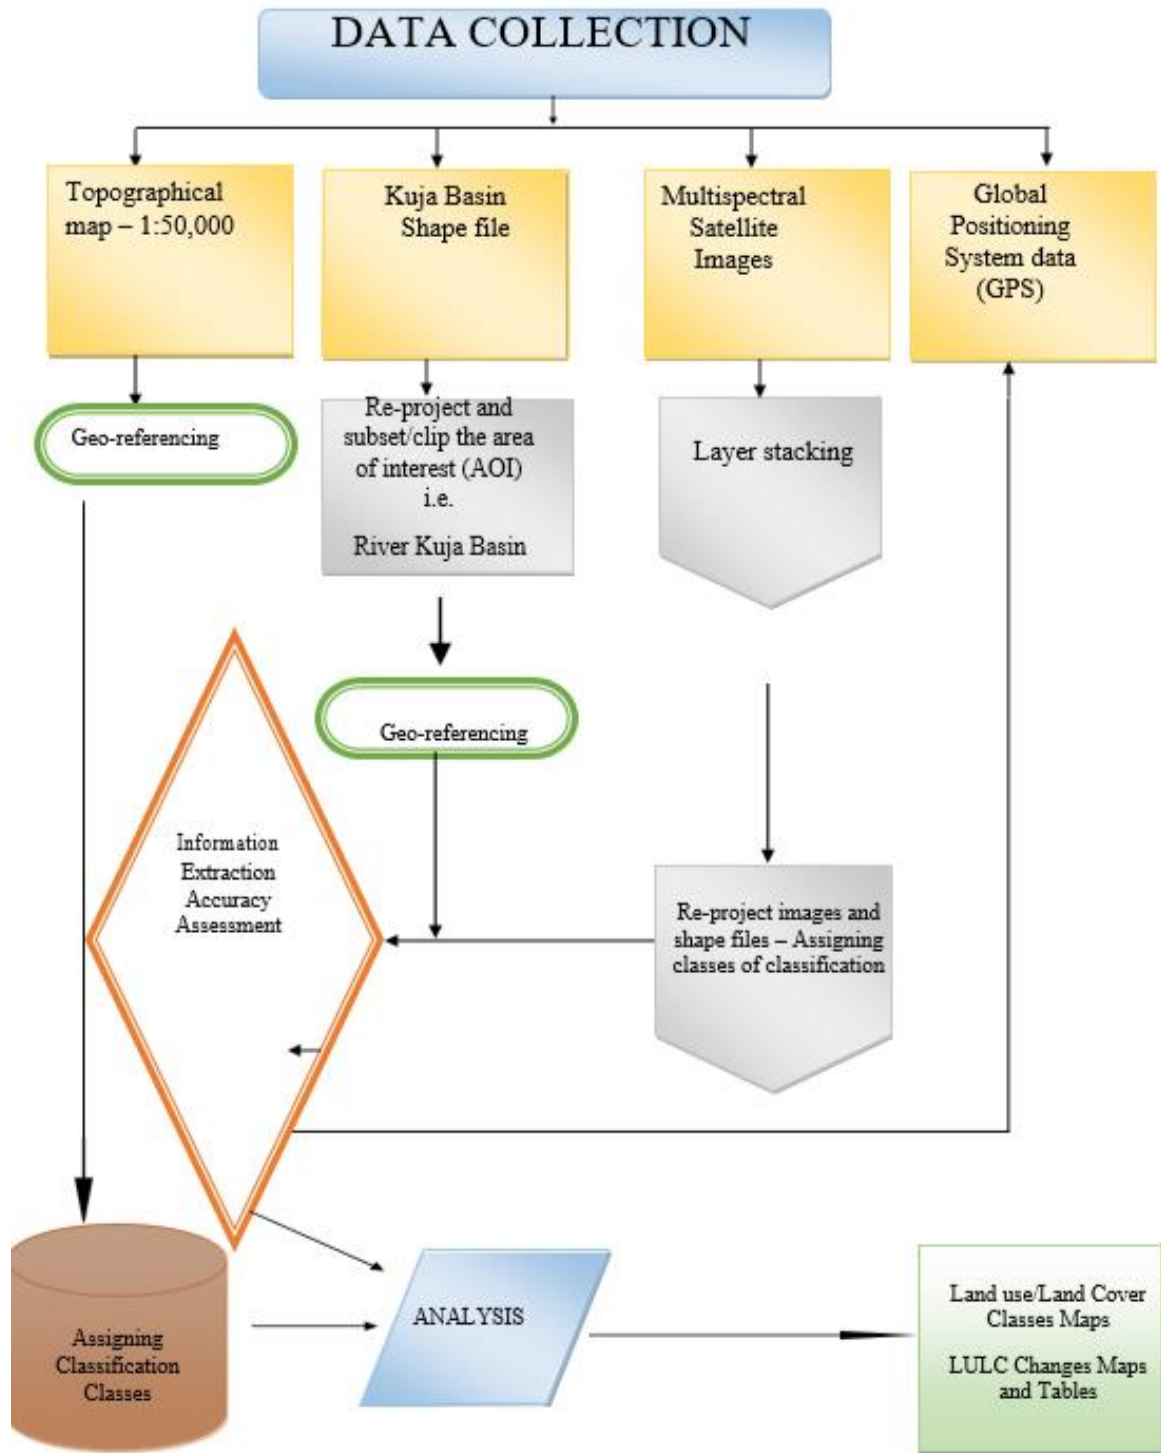 DATA COLLECTION
Topographical
map – 1:50,000
Kuja Basin
Shape file
Multispectral
Satellite
Images
Global
Positioning
System data
(GPS)
Geo-referencing
Re-project and
subset/clip the area
of interest (AOI)
i.e.
River Kuja Basin
Layer stacking
Geo-referencing
Information
Extraction
Accuracy
Assessment
Re-project images and
shape files – Assigning
classes of classification
Assigning
Classification
Classes
ANALYSIS
Land use/Land Cover
Classes Maps
LULC Changes Maps
and Tables